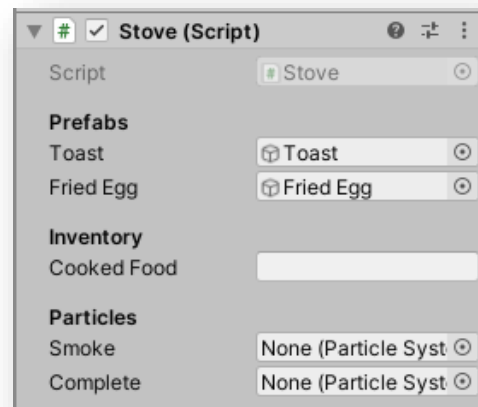 Stove (Script)
Script Stove
Prefabs
Toast Toast
Fried Egg Fried Egg
Inventory
Cooked Food
Particles
Smoke None (Particle Syst
Complete None (Particle Syst